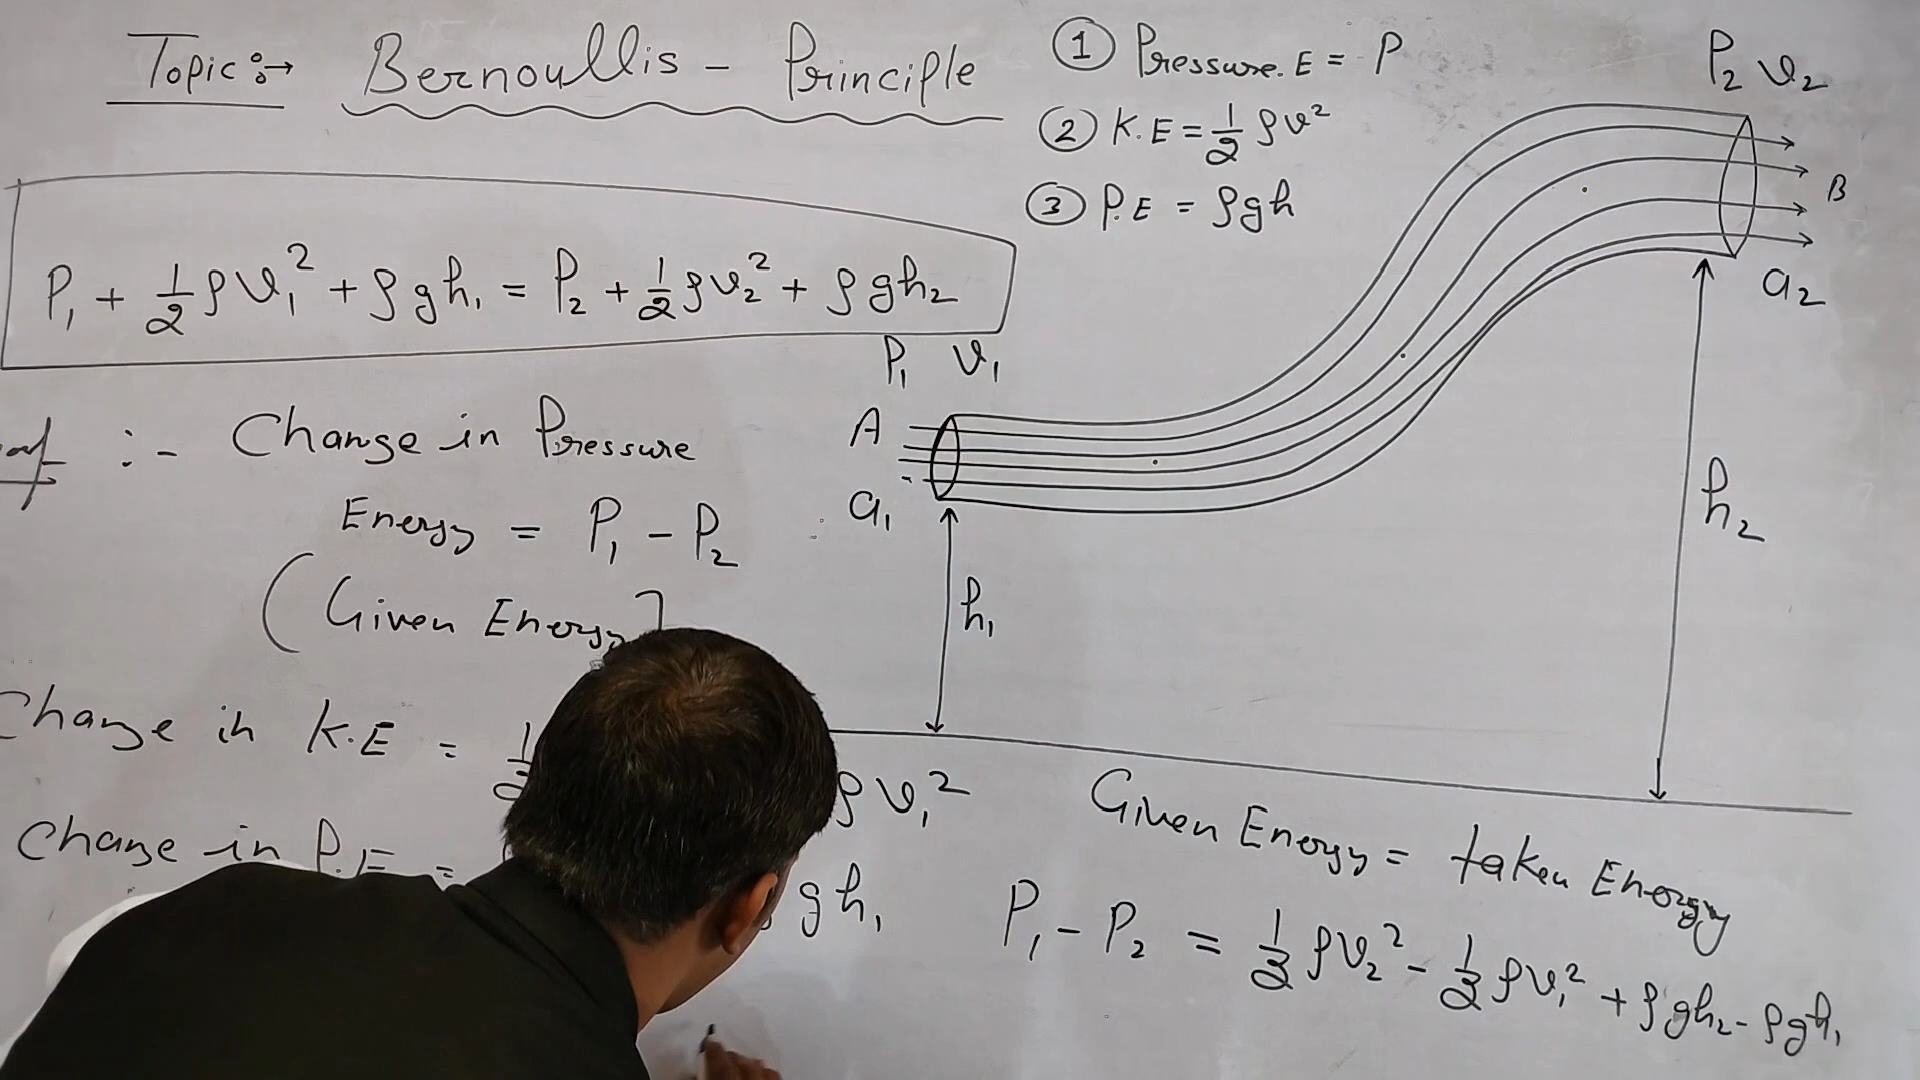 Topic :→ Bernoullis - Principle
P₁ + 1/2 ρv₁² + ρgh₁ = P₂ + 1/2 ρv₂² + ρgh₂
:- Change in Pressure
Energy = P₁ - P₂
(Given Energy)
Change in K.E = ρv₁²
Change in P.E = gh₁
① Pressure.E = P
② K.E = 1/2 ρv²
③ P.E = ρgh
P₂ v₂
B
a₂
P₁ v₁
A
a₁
h₁
h₂
Given Energy = taken Energy
P₁ - P₂ = 1/2 ρv₂² - 1/2 ρv₁² + ρgh₂ - ρgh₁